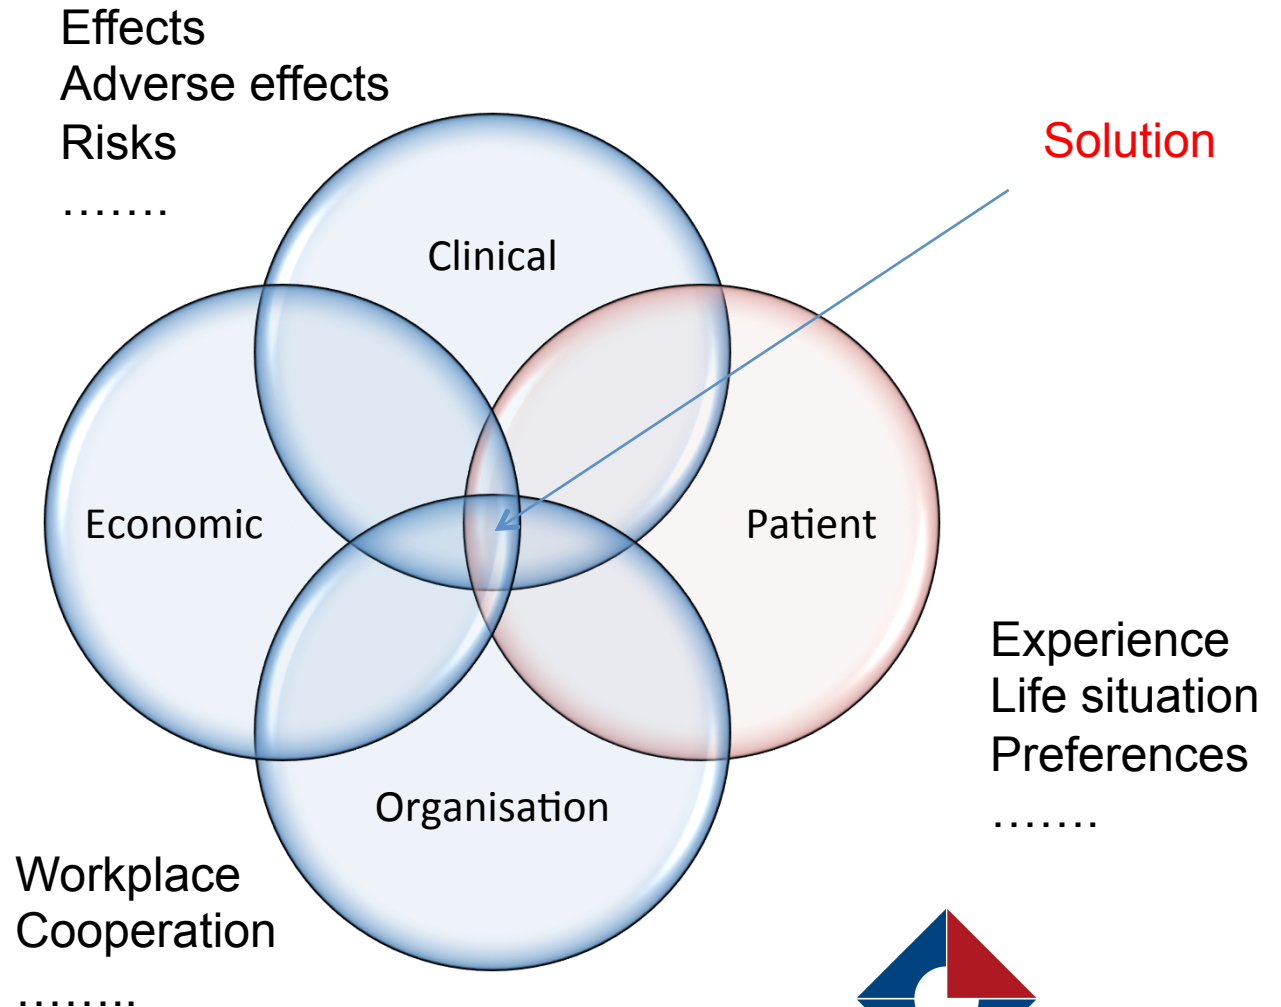 Effects
Adverse effects
Risks
…….
Solution
Clinical
Economic
Patient
Experience
Life situation
Preferences
…….
Organisation
Workplace
Cooperation
……..